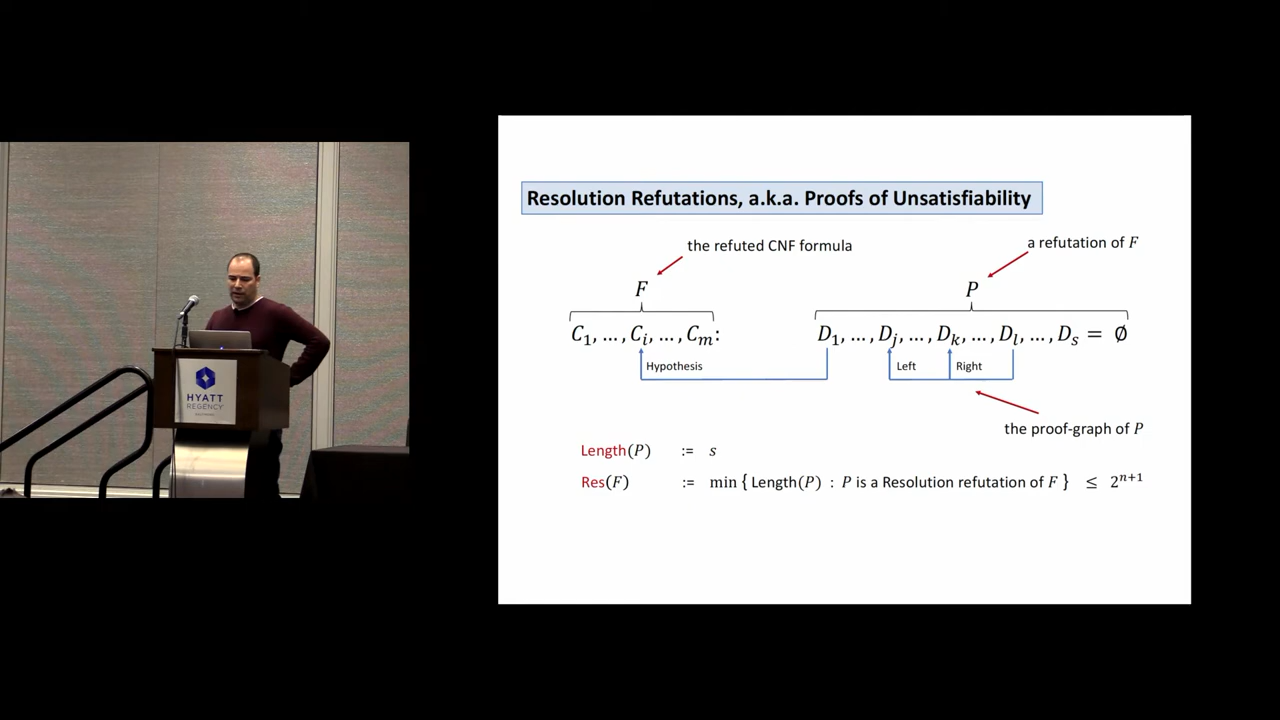 Resolution Refutations, a.k.a. Proofs of Unsatisfiability
the refuted CNF formula
a refutation of F
F
P
C₁, … , Cᵢ, … , Cₘ:
D₁, … , Dⱼ, … , Dₖ, … , Dₗ, … , Dₛ = ∅
Hypothesis
Left
Right
the proof-graph of P
Length(P) := s
Res(F) := min { Length(P) : P is a Resolution refutation of F } ≤ 2ⁿ⁺¹
HYATT
REGENCY